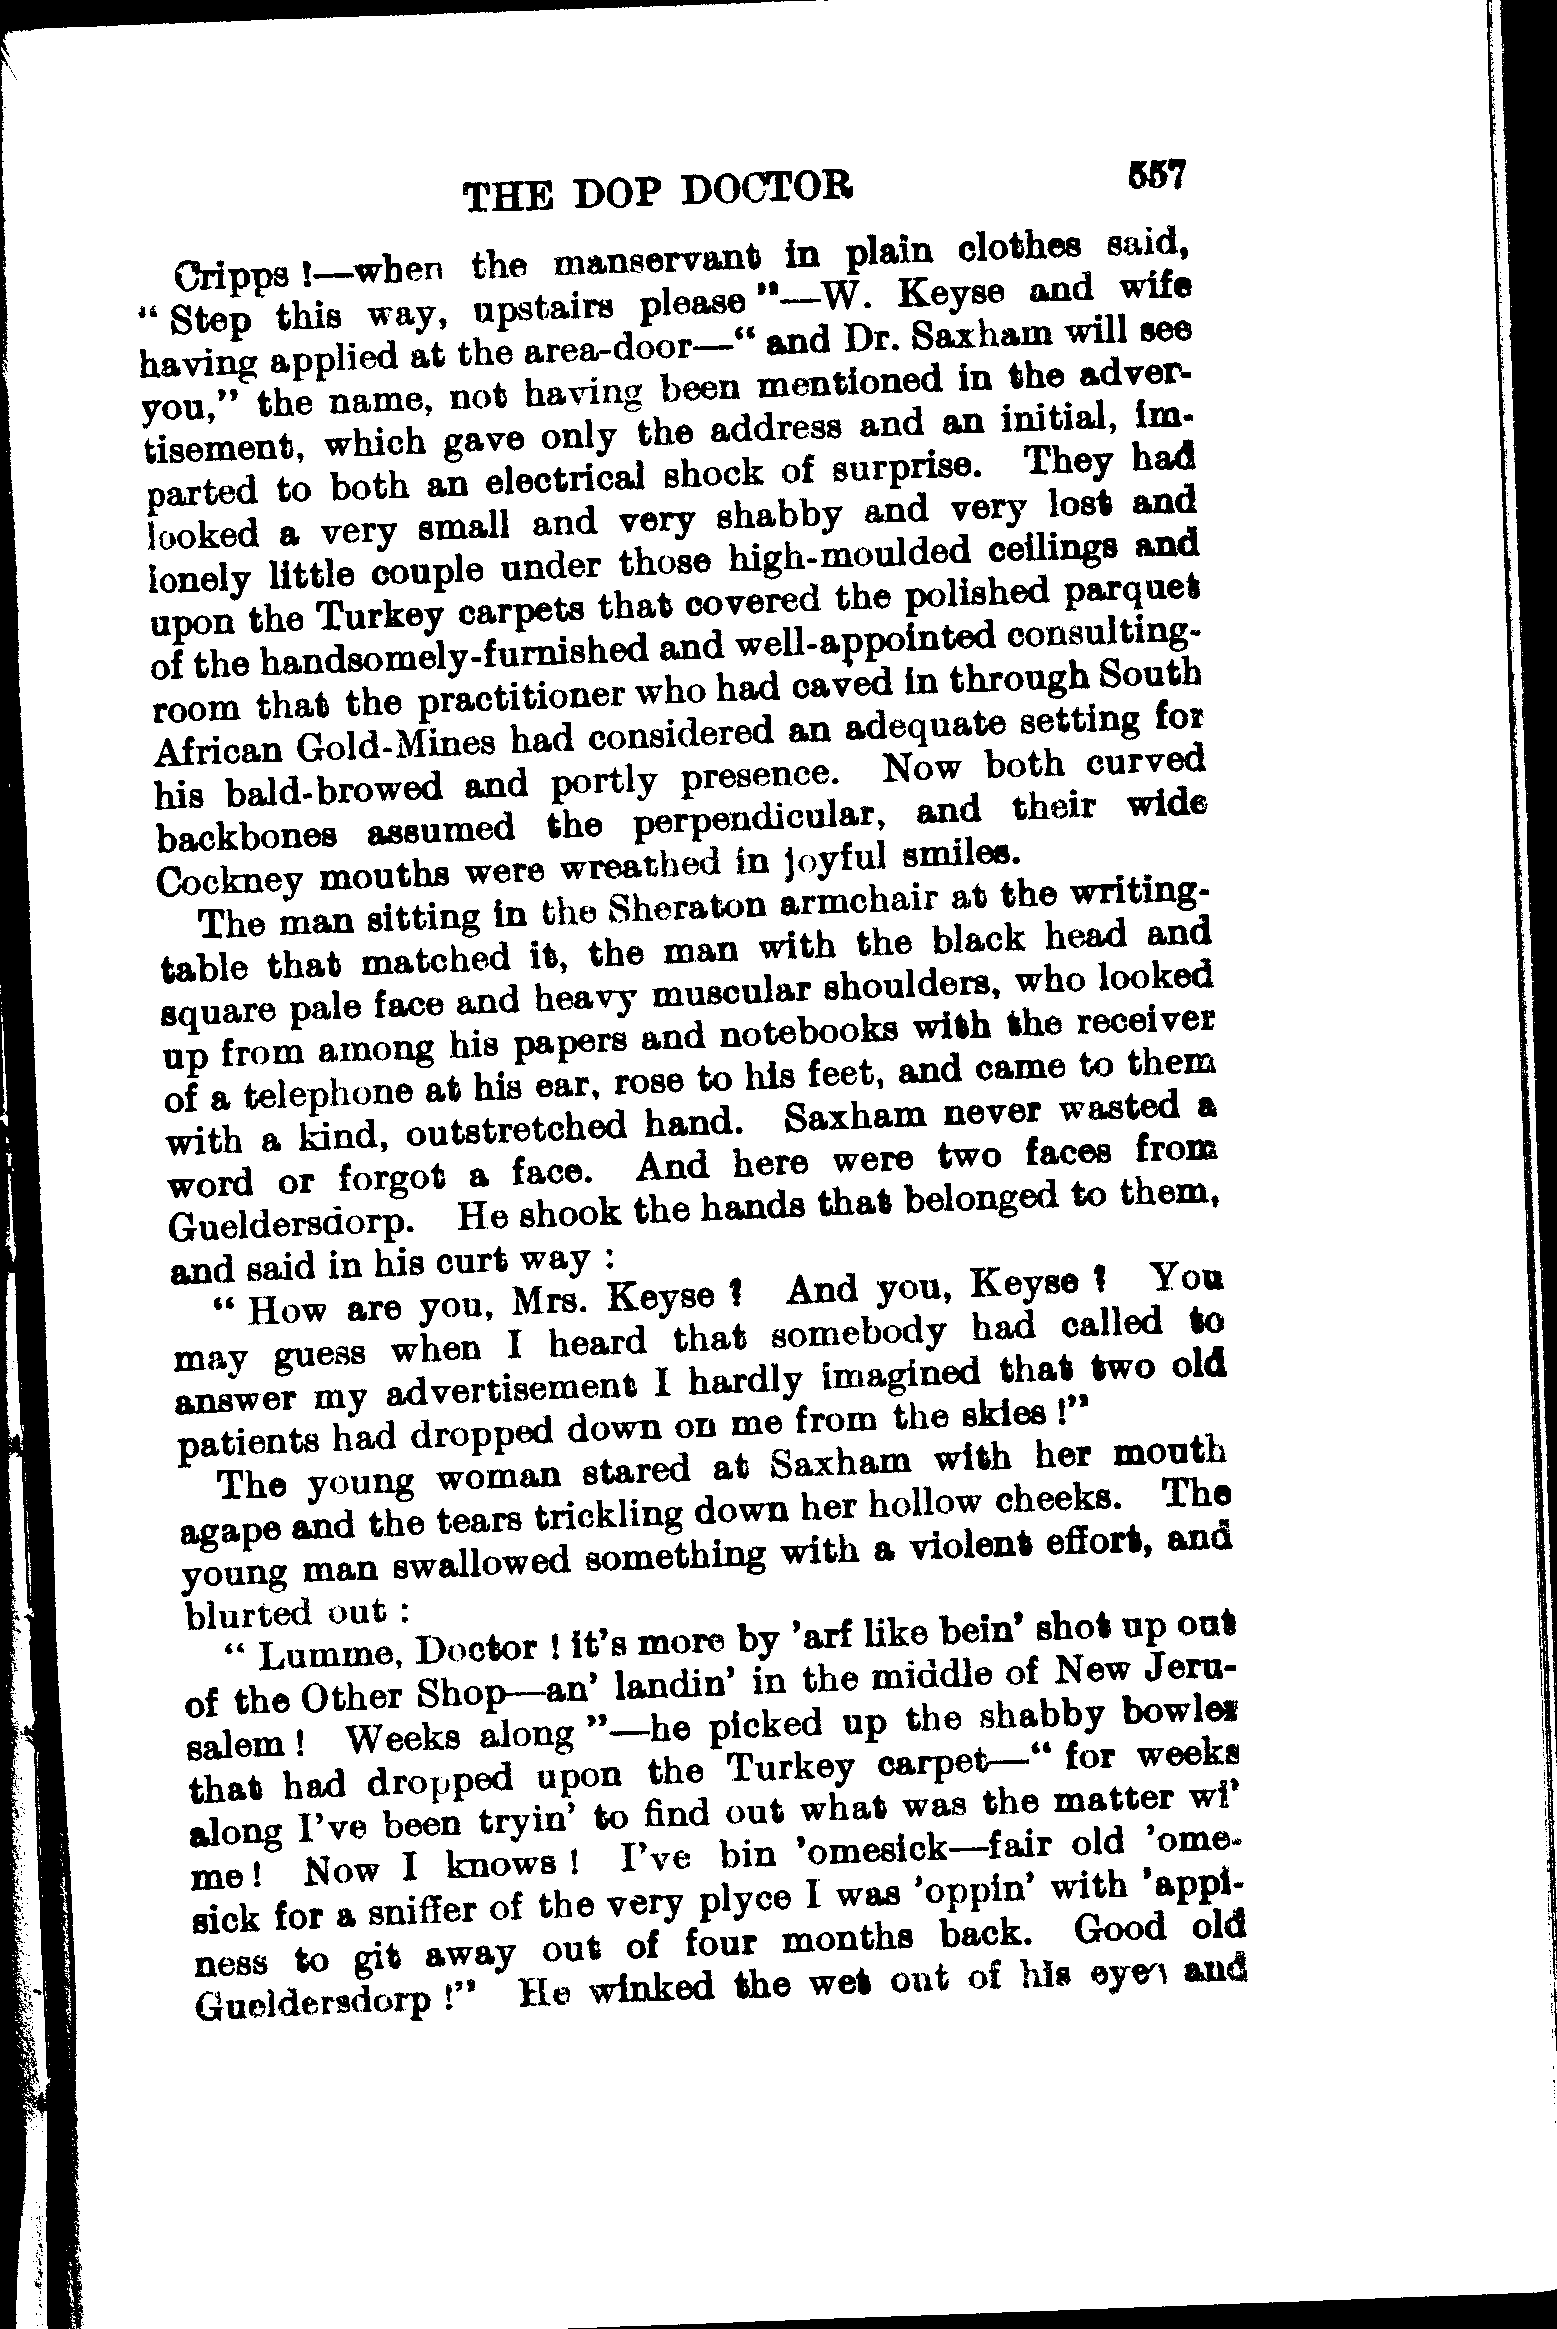 THE DOP DOCTOR 557
Cripps !—when the manservant in plain clothes said,
“ Step this way, upstairs please ”—W. Keyse and wife
having applied at the area-door—“ and Dr. Saxham will see
you,” the name, not having been mentioned in the adver-
tisement, which gave only the address and an initial, im-
parted to both an electrical shock of surprise. They had
looked a very small and very shabby and very lost and
lonely little couple under those high-moulded ceilings and
upon the Turkey carpets that covered the polished parquet
of the handsomely-furnished and well-appointed consulting-
room that the practitioner who had caved in through South
African Gold-Mines had considered an adequate setting for
his bald-browed and portly presence. Now both curved
backbones assumed the perpendicular, and their wide
Cockney mouths were wreathed in joyful smiles.
The man sitting in the Sheraton armchair at the writing-
table that matched it, the man with the black head and
square pale face and heavy muscular shoulders, who looked
up from among his papers and notebooks with the receiver
of a telephone at his ear, rose to his feet, and came to them
with a kind, outstretched hand. Saxham never wasted a
word or forgot a face. And here were two faces from
Gueldersdorp. He shook the hands that belonged to them,
and said in his curt way :
“ How are you, Mrs. Keyse ? And you, Keyse ? You
may guess when I heard that somebody had called to
answer my advertisement I hardly imagined that two old
patients had dropped down on me from the skies !”
The young woman stared at Saxham with her mouth
agape and the tears trickling down her hollow cheeks. The
young man swallowed something with a violent effort, and
blurted out :
“ Lumme, Doctor ! it’s more by ’arf like bein’ shot up out
of the Other Shop—an’ landin’ in the middle of New Jeru-
salem ! Weeks along ”—he picked up the shabby bowler
that had dropped upon the Turkey carpet—“ for weeks
along I’ve been tryin’ to find out what was the matter wi’
me ! Now I knows ! I’ve bin ’omesick—fair old ’ome-
sick for a sniffer of the very plyce I was ’oppin’ with ’appi-
ness to git away out of four months back. Good old
Gueldersdorp !” He winked the wet out of his eyes and